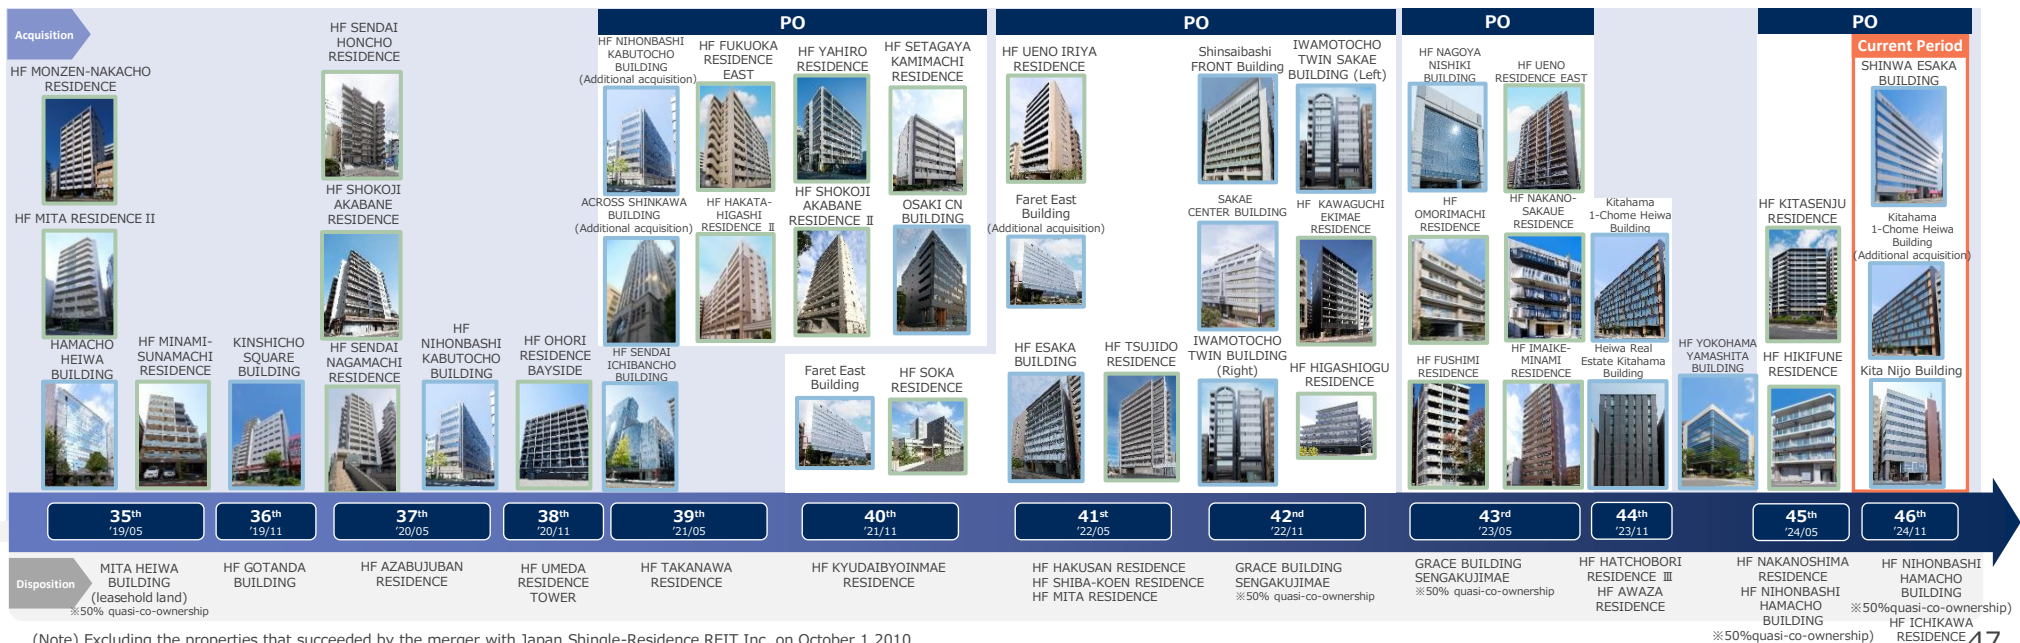 Acquisition
PO
PO
PO
PO
Current Period
HF MONZEN-NAKACHO
RESIDENCE
HF MITA RESIDENCE II
HAMACHO
HEIWA
BUILDING
HF MINAMI-
SUNAMACHI
RESIDENCE
KINSHICHO
SQUARE
BUILDING
HF SENDAI
HONCHO
RESIDENCE
HF SHOKOJI
AKABANE
RESIDENCE
HF SENDAI
NAGAMACHI
RESIDENCE
HF
NIHONBASHI
KABUTOCHO
BUILDING
HF OHORI
RESIDENCE
BAYSIDE
HF NIHONBASHI
KABUTOCHO
BUILDING
(Additional acquisition)
ACROSS SHINKAWA
BUILDING
(Additional acquisition)
HF SENDAI
ICHIBANCHO
BUILDING
HF FUKUOKA
RESIDENCE
EAST
HF HAKATA-
HIGASHI
RESIDENCE Ⅱ
HF YAHIRO
RESIDENCE
HF SHOKOJI
AKABANE
RESIDENCE Ⅱ
Faret East
Building
HF SETAGAYA
KAMIMACHI
RESIDENCE
OSAKI CN
BUILDING
HF SOKA
RESIDENCE
HF UENO IRIYA
RESIDENCE
Faret East
Building
(Additional acquisition)
HF ESAKA
BUILDING
HF TSUJIDO
RESIDENCE
Shinsaibashi
FRONT Building
SAKAE
CENTER BUILDING
IWAMOTOCHO
TWIN BUILDING
(Right)
IWAMOTOCHO
TWIN SAKAE
BUILDING (Left)
HF KAWAGUCHI
EKIMAE
RESIDENCE
HF HIGASHIOGU
RESIDENCE
HF NAGOYA
NISHIKI
BUILDING
HF
OMORIMACHI
RESIDENCE
HF FUSHIMI
RESIDENCE
HF UENO
RESIDENCE EAST
HF NAKANO-
SAKAUE
RESIDENCE
HF IMAIKE-
MINAMI
RESIDENCE
Kitahama
1-Chome Heiwa
Building
Heiwa Real
Estate Kitahama
Building
HF YOKOHAMA
YAMASHITA
BUILDING
HF KITASENJU
RESIDENCE
HF HIKIFUNE
RESIDENCE
SHINWA ESAKA
BUILDING
Kitahama
1-Chome Heiwa
Building
(Additional acquisition)
Kita Nijo Building
35th
'19/05
36th
'19/11
37th
'20/05
38th
'20/11
39th
'21/05
40th
'21/11
41st
'22/05
42nd
'22/11
43rd
'23/05
44th
'23/11
45th
'24/05
46th
'24/11
Disposition
MITA HEIWA
BUILDING
(leasehold land)
※50% quasi-co-ownership
HF GOTANDA
BUILDING
HF AZABUJUBAN
RESIDENCE
HF UMEDA
RESIDENCE
TOWER
HF TAKANAWA
RESIDENCE
HF KYUDAIBYOINMAE
RESIDENCE
HF HAKUSAN RESIDENCE
HF SHIBA-KOEN RESIDENCE
HF MITA RESIDENCE
GRACE BUILDING
SENGAKUJIMAE
※50% quasi-co-ownership
GRACE BUILDING
SENGAKUJIMAE
※50% quasi-co-ownership
HF HATCHOBORI
RESIDENCE Ⅲ
HF AWAZA
RESIDENCE
HF NAKANOSHIMA
RESIDENCE
HF NIHONBASHI
HAMACHO
BUILDING
※50%quasi-co-ownership)
HF NIHONBASHI
HAMACHO
BUILDING
※50%quasi-co-ownership)
HF ICHIKAWA
RESIDENCE
(Note) Excluding the properties that succeeded by the merger with Japan Shingle-Residence REIT Inc. on October 1,2010
47